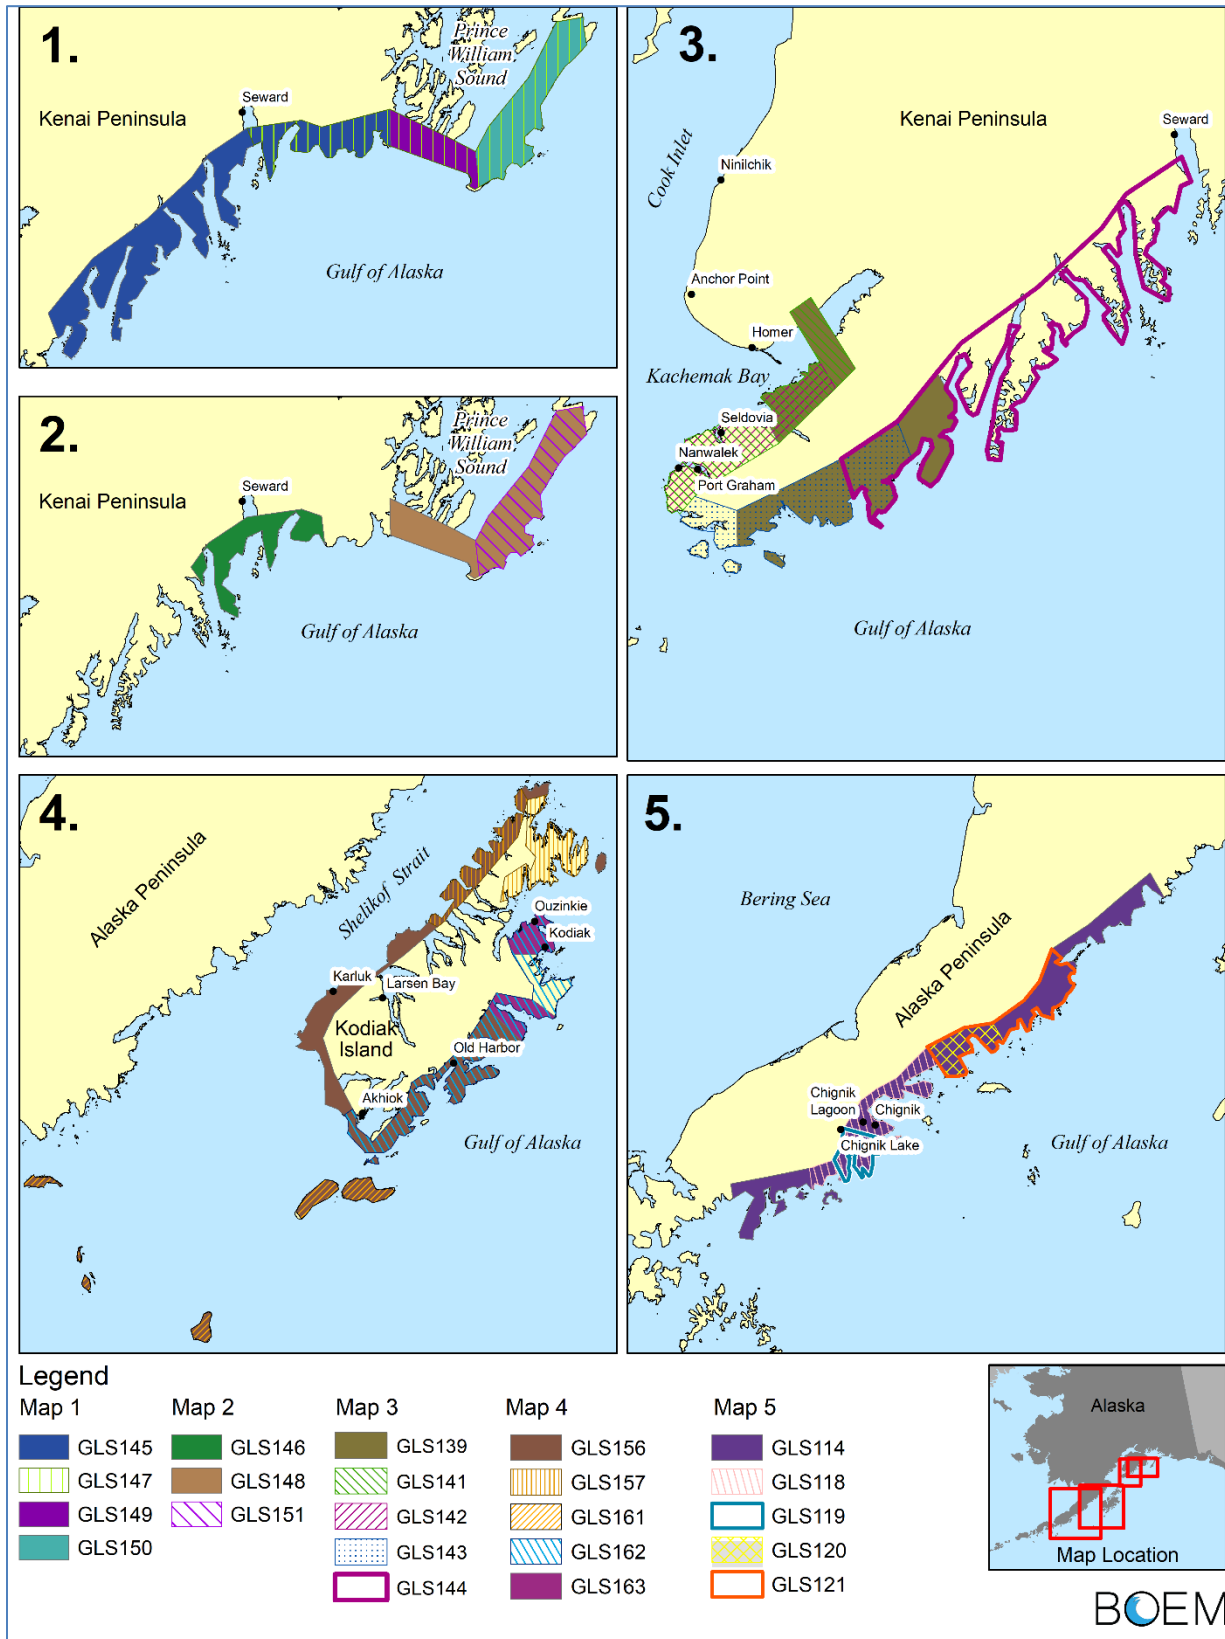 1.
Prince
William
Sound
Seward
Kenai Peninsula
Gulf of Alaska
2.
Prince
William
Sound
Seward
Kenai Peninsula
Gulf of Alaska
3.
Kenai Peninsula
Seward
Cook Inlet
Ninilchik
Anchor Point
Homer
Kachemak Bay
Seldovia
Nanwalek
Port Graham
Gulf of Alaska
4.
Alaska Peninsula
Shelikof Strait
Ouzinkie
Kodiak
Karluk
Larsen Bay
Kodiak
Island
Old Harbor
Akhiok
Gulf of Alaska
5.
Bering Sea
Alaska Peninsula
Chignik
Lagoon
Chignik
Chignik Lake
Gulf of Alaska
Legend
Map 1
GLS145
GLS147
GLS149
GLS150
Map 2
GLS146
GLS148
GLS151
Map 3
GLS139
GLS141
GLS142
GLS143
GLS144
Map 4
GLS156
GLS157
GLS161
GLS162
GLS163
Map 5
GLS114
GLS118
GLS119
GLS120
GLS121
Alaska
Map Location
BOEM